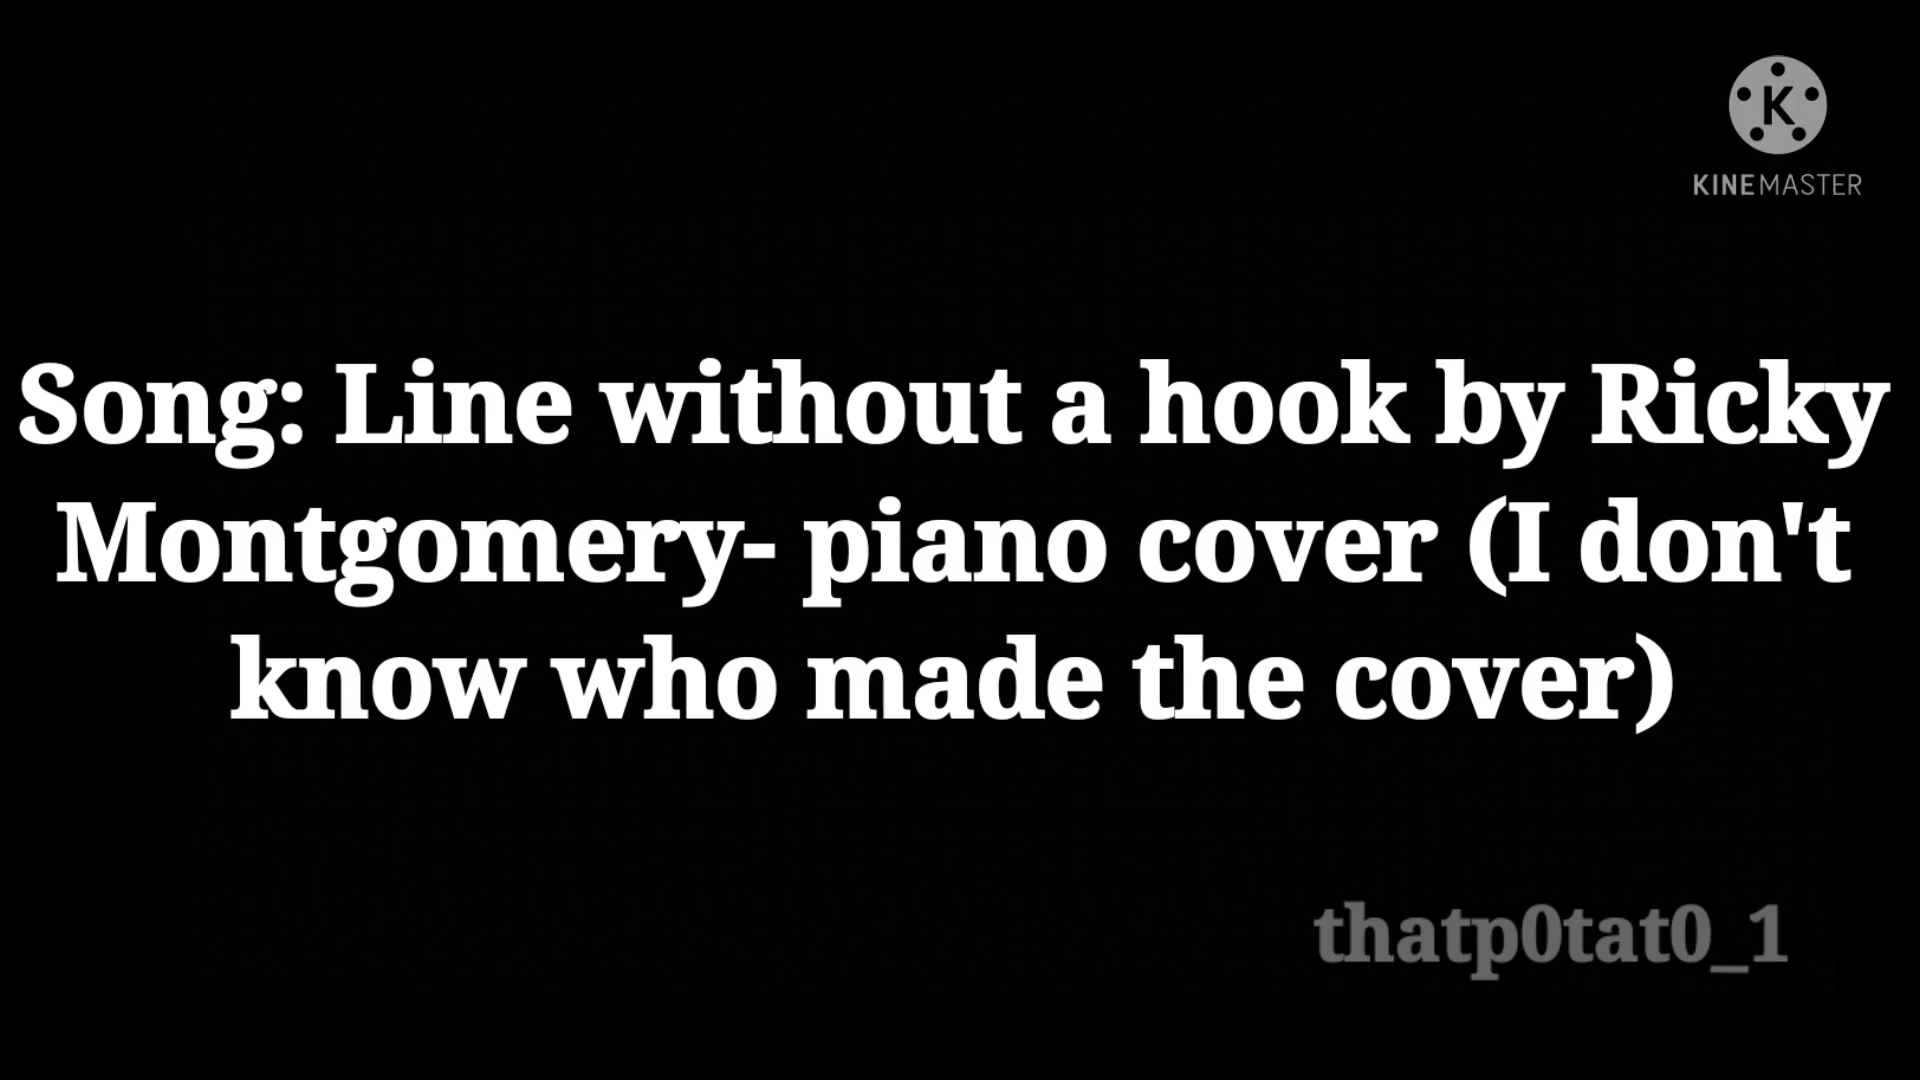 K
KINEMASTER
Song: Line without a hook by Ricky
Montgomery- piano cover (I don't
know who made the cover)
thatp0tat0_1